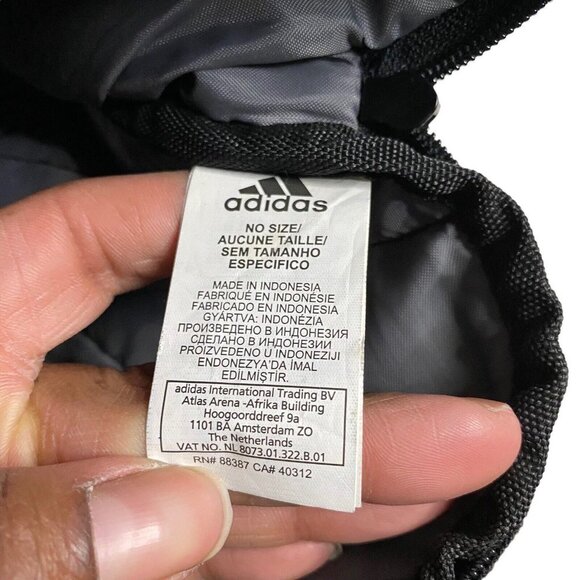 adidas
NO SIZE/
AUCUNE TAILLE/
SEM TAMANHO
ESPECIFICO
MADE IN INDONESIA
FABRIQUÉ EN INDONÉSIE
FABRICADO EN INDONESIA
GYÁRTVA: INDONÉZIA
ПРОИЗВЕДЕНО В ИНДОНЕЗИЯ
СДЕЛАНО В ИНДОНЕЗИИ
PROIZVEDENO U INDONEZIJI
ENDONEZYA'DA İMAL
EDİLMİŞTİR.
adidas International Trading BV
Atlas Arena -Afrika Building
Hoogoorddreef 9a
1101 BA Amsterdam ZO
The Netherlands
VAT NO. NL 8073.01.322.B.01
RN# 88387 CA# 40312